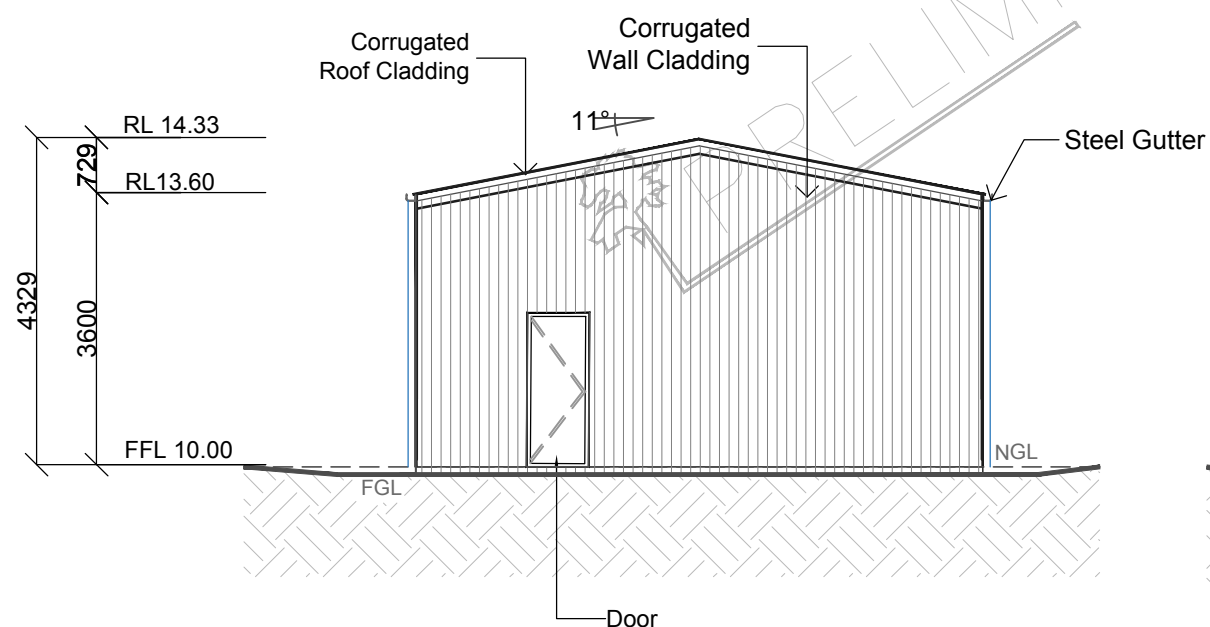 Corrugated
Roof Cladding
Corrugated
Wall Cladding
PRELIM
11°
RL 14.33
729
RL13.60
Steel Gutter
4329
3600
FFL 10.00
NGL
FGL
Door